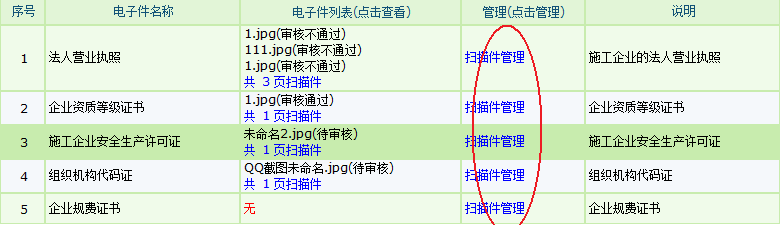 序号 电子件名称 电子件列表(点击查看) 管理(点击管理) 说明
1 法人营业执照 1.jpg(审核不通过) 扫描件管理 施工企业的法人营业执照
111.jpg(审核不通过)
1.jpg(审核不通过)
共 3 页扫描件
2 企业资质等级证书 1.jpg(审核通过) 扫描件管理 企业资质等级证书
共 1 页扫描件
3 施工企业安全生产许可证 未命名2.jpg(待审核) 扫描件管理 施工企业安全生产许可证
共 1 页扫描件
4 组织机构代码证 QQ截图未命名.jpg(待审核) 扫描件管理 组织机构代码证
共 1 页扫描件
5 企业规费证书 无 扫描件管理 企业规费证书